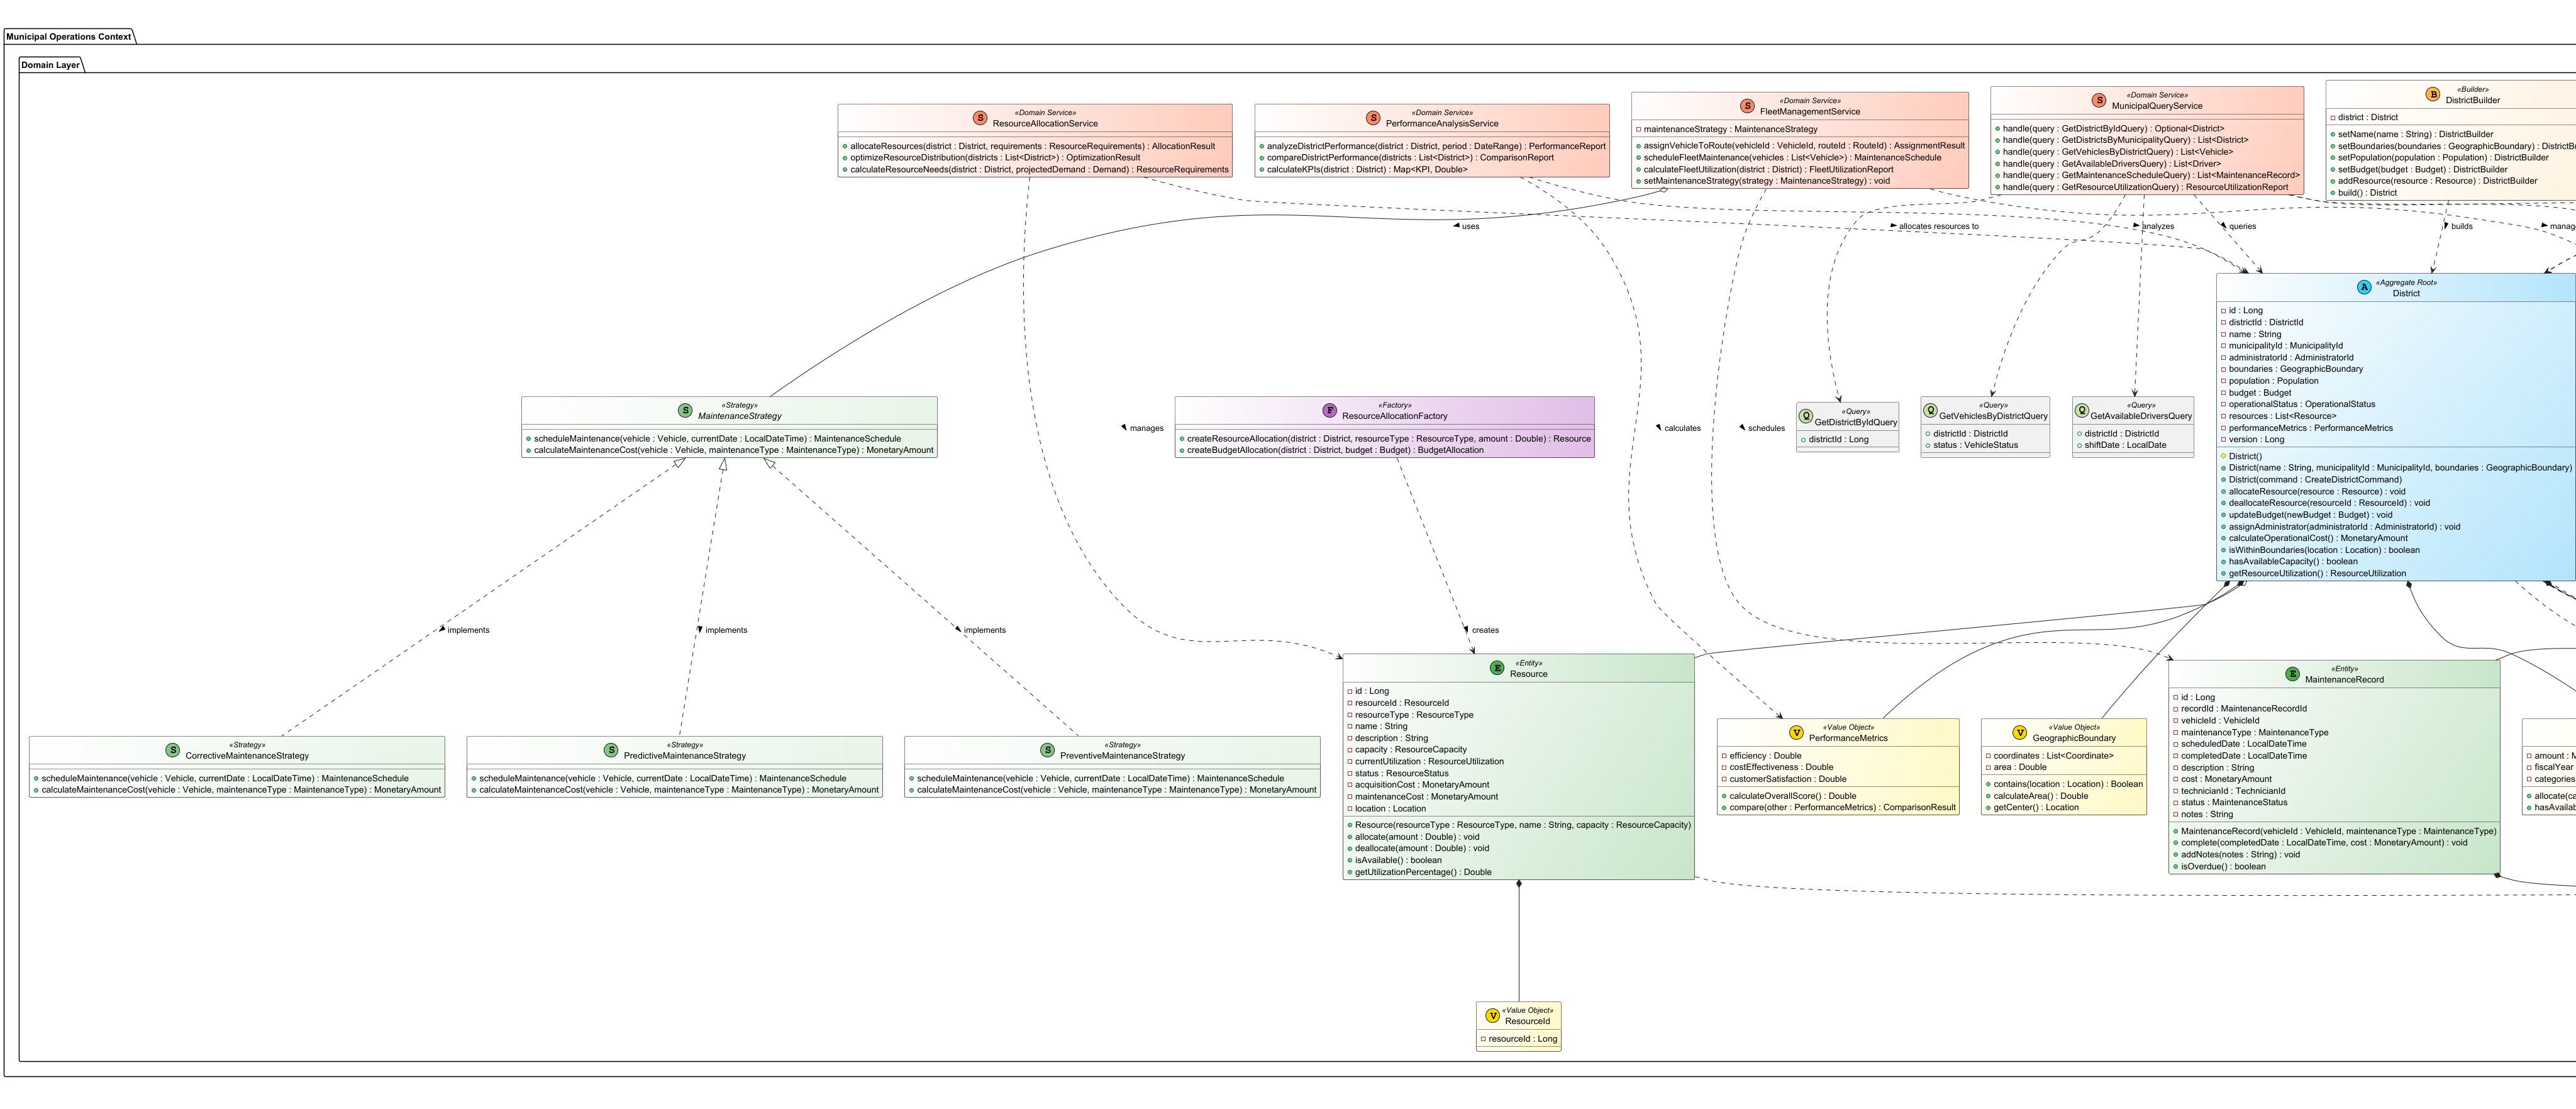 Municipal Operations Context
Domain Layer
«Domain Service»
ResourceAllocationService
allocateResources(district : District, requirements : ResourceRequirements) : AllocationResult
optimizeResourceDistribution(districts : List<District>) : OptimizationResult
calculateResourceNeeds(district : District, projectedDemand : Demand) : ResourceRequirements
«Domain Service»
PerformanceAnalysisService
analyzeDistrictPerformance(district : District, period : DateRange) : PerformanceReport
compareDistrictPerformance(districts : List<District>) : ComparisonReport
calculateKPIs(district : District) : Map<KPI, Double>
«Domain Service»
FleetManagementService
maintenanceStrategy : MaintenanceStrategy
assignVehicleToRoute(vehicleId : VehicleId, routeId : RouteId) : AssignmentResult
scheduleFleetMaintenance(vehicles : List<Vehicle>) : MaintenanceSchedule
calculateFleetUtilization(district : District) : FleetUtilizationReport
setMaintenanceStrategy(strategy : MaintenanceStrategy) : void
«Domain Service»
MunicipalQueryService
handle(query : GetDistrictByIdQuery) : Optional<District>
handle(query : GetDistrictsByMunicipalityQuery) : List<District>
handle(query : GetVehiclesByDistrictQuery) : List<Vehicle>
handle(query : GetAvailableDriversQuery) : List<Driver>
handle(query : GetMaintenanceScheduleQuery) : List<MaintenanceRecord>
handle(query : GetResourceUtilizationQuery) : ResourceUtilizationReport
«Builder»
DistrictBuilder
district : District
setName(name : String) : DistrictBuilder
setBoundaries(boundaries : GeographicBoundary) : DistrictB
setPopulation(population : Population) : DistrictBuilder
setBudget(budget : Budget) : DistrictBuilder
addResource(resource : Resource) : DistrictBuilder
build() : District
uses
allocates resources to
analyzes
queries
builds
manag
«Aggregate Root»
District
id : Long
districtId : DistrictId
name : String
municipalityId : MunicipalityId
administratorId : AdministratorId
boundaries : GeographicBoundary
population : Population
budget : Budget
operationalStatus : OperationalStatus
resources : List<Resource>
performanceMetrics : PerformanceMetrics
version : Long
District()
District(name : String, municipalityId : MunicipalityId, boundaries : GeographicBoundary)
District(command : CreateDistrictCommand)
allocateResource(resource : Resource) : void
deallocateResource(resourceId : ResourceId) : void
updateBudget(newBudget : Budget) : void
assignAdministrator(administratorId : AdministratorId) : void
calculateOperationalCost() : MonetaryAmount
isWithinBoundaries(location : Location) : boolean
hasAvailableCapacity() : boolean
getResourceUtilization() : ResourceUtilization
«Strategy»
MaintenanceStrategy
scheduleMaintenance(vehicle : Vehicle, currentDate : LocalDateTime) : MaintenanceSchedule
calculateMaintenanceCost(vehicle : Vehicle, maintenanceType : MaintenanceType) : MonetaryAmount
manages
«Factory»
ResourceAllocationFactory
createResourceAllocation(district : District, resourceType : ResourceType, amount : Double) : Resource
createBudgetAllocation(district : District, budget : Budget) : BudgetAllocation
calculates
schedules
«Query»
GetDistrictByIdQuery
districtId : Long
«Query»
GetVehiclesByDistrictQuery
districtId : DistrictId
status : VehicleStatus
«Query»
GetAvailableDriversQuery
districtId : DistrictId
shiftDate : LocalDate
implements
implements
implements
creates
«Strategy»
CorrectiveMaintenanceStrategy
scheduleMaintenance(vehicle : Vehicle, currentDate : LocalDateTime) : MaintenanceSchedule
calculateMaintenanceCost(vehicle : Vehicle, maintenanceType : MaintenanceType) : MonetaryAmount
«Strategy»
PredictiveMaintenanceStrategy
scheduleMaintenance(vehicle : Vehicle, currentDate : LocalDateTime) : MaintenanceSchedule
calculateMaintenanceCost(vehicle : Vehicle, maintenanceType : MaintenanceType) : MonetaryAmount
«Strategy»
PreventiveMaintenanceStrategy
scheduleMaintenance(vehicle : Vehicle, currentDate : LocalDateTime) : MaintenanceSchedule
calculateMaintenanceCost(vehicle : Vehicle, maintenanceType : MaintenanceType) : MonetaryAmount
«Entity»
Resource
id : Long
resourceId : ResourceId
resourceType : ResourceType
name : String
description : String
capacity : ResourceCapacity
currentUtilization : ResourceUtilization
status : ResourceStatus
acquisitionCost : MonetaryAmount
maintenanceCost : MonetaryAmount
location : Location
Resource(resourceType : ResourceType, name : String, capacity : ResourceCapacity)
allocate(amount : Double) : void
deallocate(amount : Double) : void
isAvailable() : boolean
getUtilizationPercentage() : Double
«Value Object»
PerformanceMetrics
efficiency : Double
costEffectiveness : Double
customerSatisfaction : Double
calculateOverallScore() : Double
compare(other : PerformanceMetrics) : ComparisonResult
«Value Object»
GeographicBoundary
coordinates : List<Coordinate>
area : Double
contains(location : Location) : Boolean
calculateArea() : Double
getCenter() : Location
«Entity»
MaintenanceRecord
id : Long
recordId : MaintenanceRecordId
vehicleId : VehicleId
maintenanceType : MaintenanceType
scheduledDate : LocalDateTime
completedDate : LocalDateTime
description : String
cost : MonetaryAmount
technicianId : TechnicianId
status : MaintenanceStatus
notes : String
MaintenanceRecord(vehicleId : VehicleId, maintenanceType : MaintenanceType)
complete(completedDate : LocalDateTime, cost : MonetaryAmount) : void
addNotes(notes : String) : void
isOverdue() : boolean
amount : M
fiscalYear
categories
allocate(ca
hasAvailab
«Value Object»
ResourceId
resourceId : Long